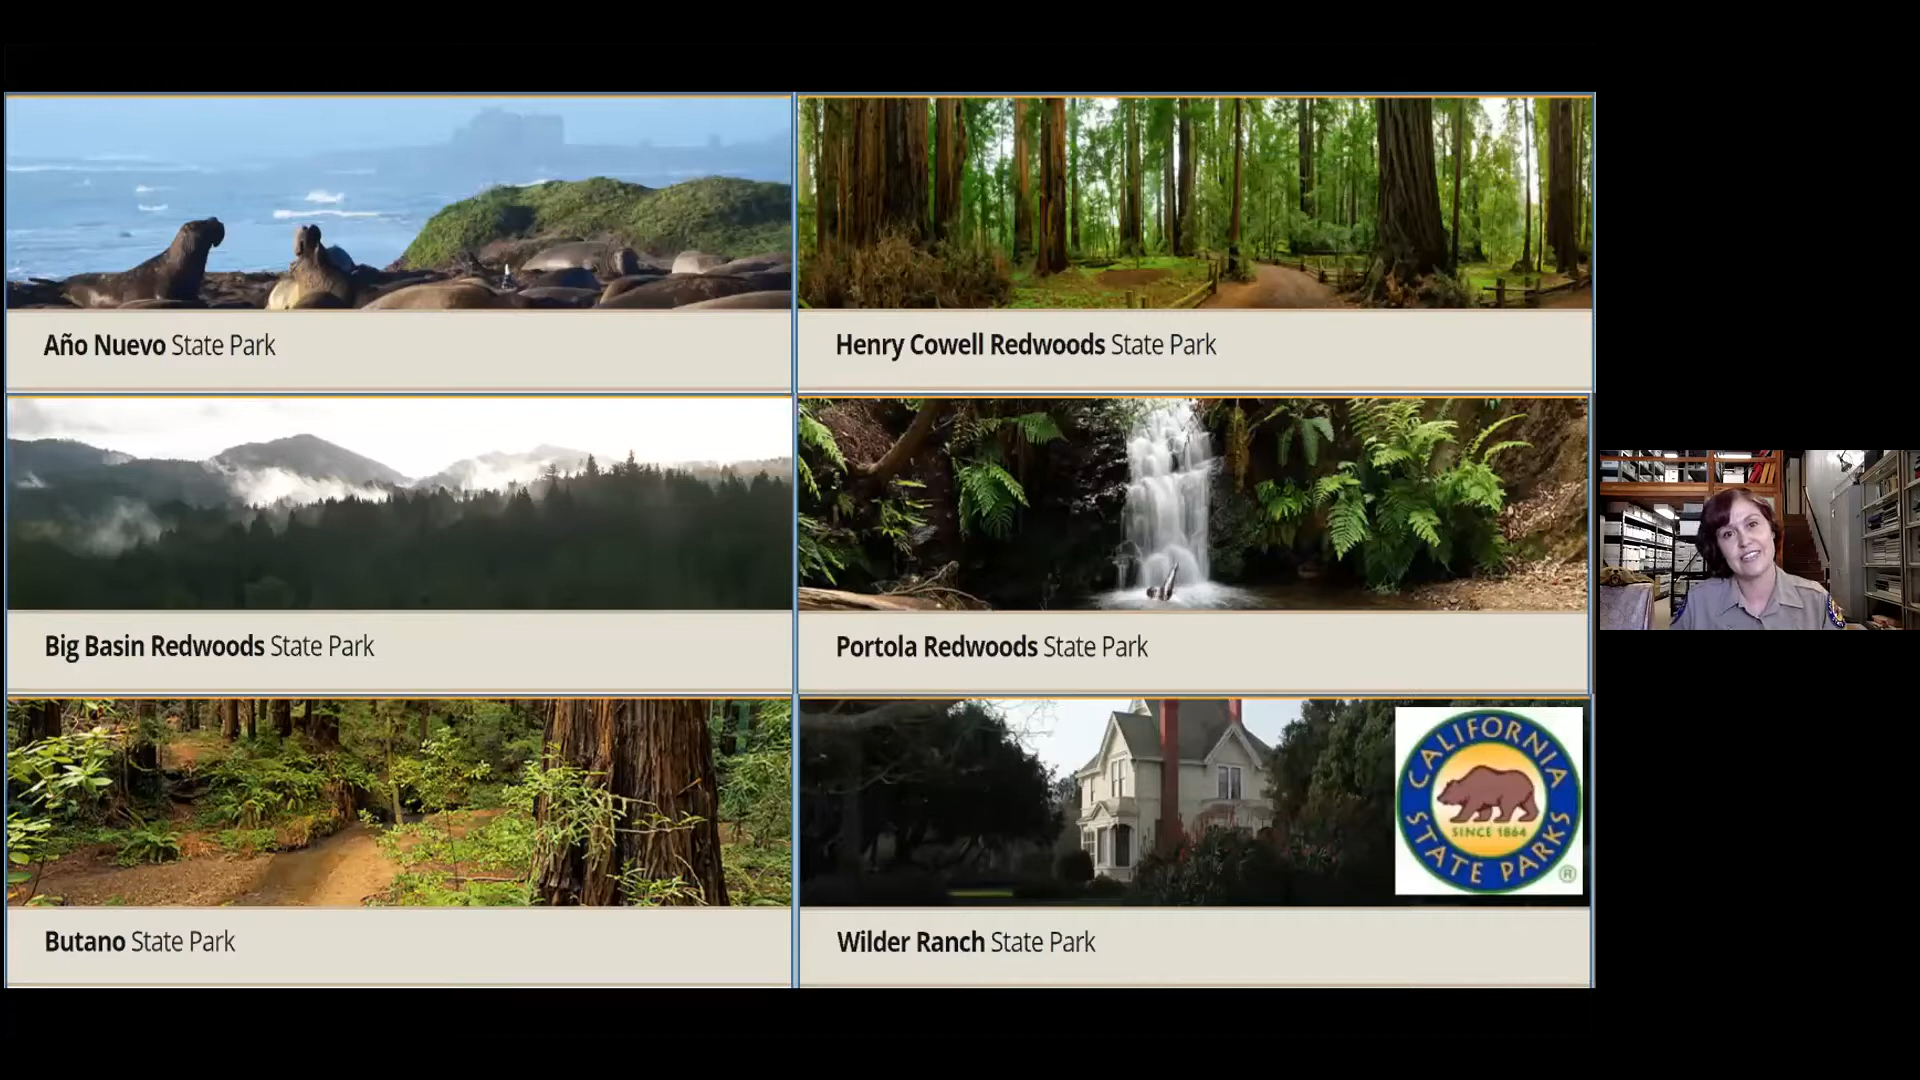 Año Nuevo State Park
Henry Cowell Redwoods State Park
Big Basin Redwoods State Park
Portola Redwoods State Park
Butano State Park
Wilder Ranch State Park
CALIFORNIA
SINCE 1864
STATE PARKS
®